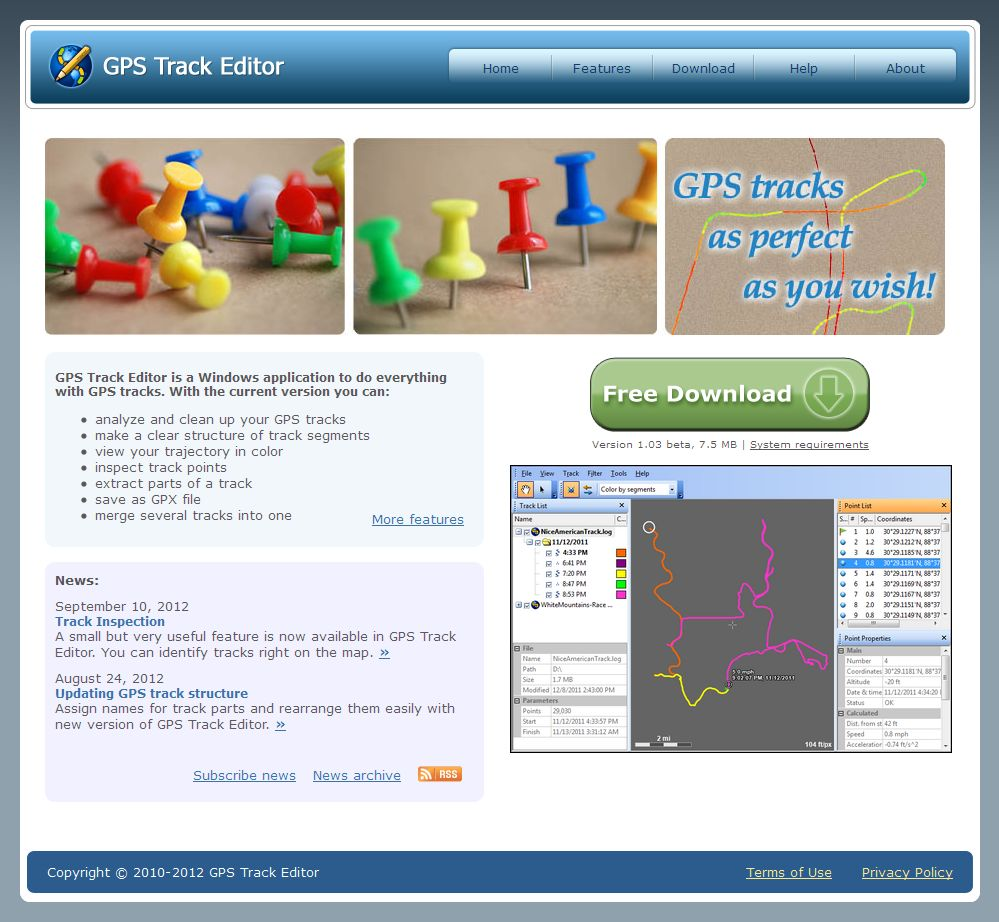 GPS Track Editor
Home
Features
Download
Help
About
GPS tracks
as perfect
as you wish!
GPS Track Editor is a Windows application to do everything
with GPS tracks. With the current version you can:
analyze and clean up your GPS tracks
make a clear structure of track segments
view your trajectory in color
inspect track points
extract parts of a track
save as GPX file
merge several tracks into one
More features
News:
September 10, 2012
Track Inspection
A small but very useful feature is now available in GPS Track
Editor. You can identify tracks right on the map. »
August 24, 2012
Updating GPS track structure
Assign names for track parts and rearrange them easily with
new version of GPS Track Editor. »
Subscribe news
News archive
RSS
Free Download
Version 1.03 beta, 7.5 MB | System requirements
File View Track Filter Tools Help
Color by segments
Track List
Name C...
NiceAmericanTrack.log
11/12/2011
4:33 PM
6:41 PM
7:20 PM
8:47 PM
8:53 PM
WhiteMountains-Race ...
File
Name NiceAmericanTrack.log
Path D:\
Size 1.7 MB
Modified 12/8/2011 2:43:00 PM
Parameters
Points 29,030
Start 11/12/2011 4:33:57 PM
Finish 11/13/2011 3:31:12 AM
5.0 mph
9:02:07 PM, 11/12/2011
2 mi
104 ft/px
Point List
S... # Sp... Coordinates
1 1.0 30°29.1227'N, 88°37
2 1.2 30°29.1212'N, 88°37
3 4.6 30°29.1185'N, 88°37
4 0.8 30°29.1181'N, 88°37
5 1.4 30°29.1171'N, 88°37
6 1.4 30°29.1169'N, 88°37
7 0.8 30°29.1167'N, 88°37
8 2.0 30°29.1151'N, 88°37
9 30°29.1149'N, 88°37
Point Properties
Main
Number 4
Coordinates 30°29.1181'N, 88°37
Altitude -20 ft
Date & time 11/12/2011 4:34:20
Status OK
Calculated
Dist. from st 42 ft
Speed 0.8 mph
Acceleration -0.74 ft/s^2
Copyright © 2010-2012 GPS Track Editor
Terms of Use
Privacy Policy